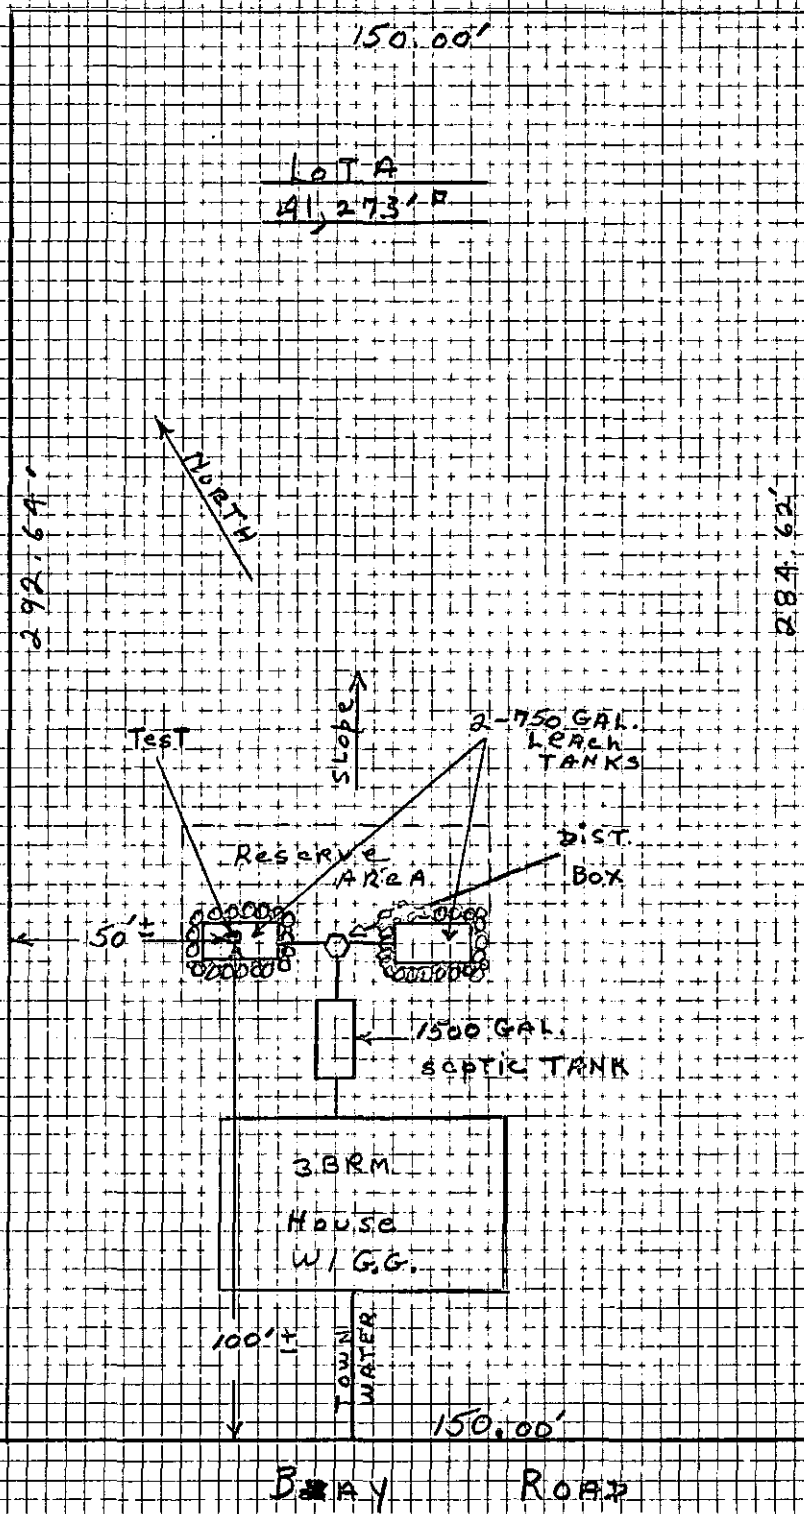 150.00'
LOT A
41,273'
NORTH
292.64'
284.62'
SLOPE
Test
2-750 GAL.
LEACH
TANKS
DIST.
BOX
Reserve
AREA
50'±
1500 GAL.
SEPTIC TANK
3 BRM.
House
W/ G.G.
100'±
TOWN
WATER
150.00'
ROAD